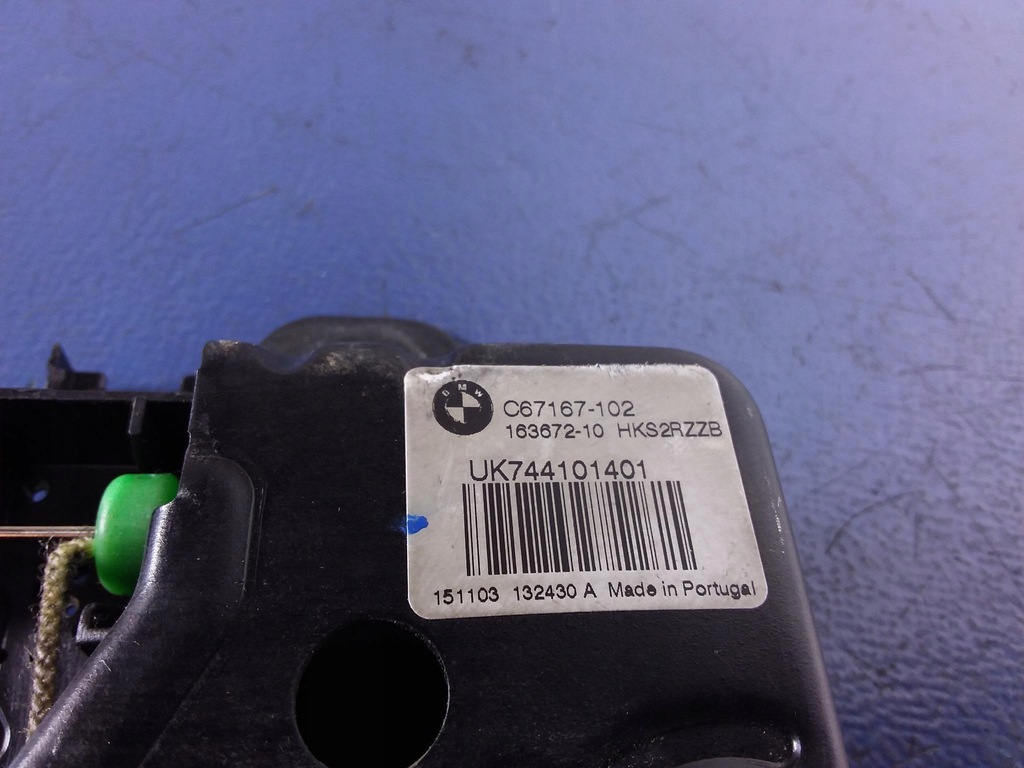 BMW
C67167-102
163672-10 HKS2RZZB
UK744101401
151103 132430 A Made in Portugal